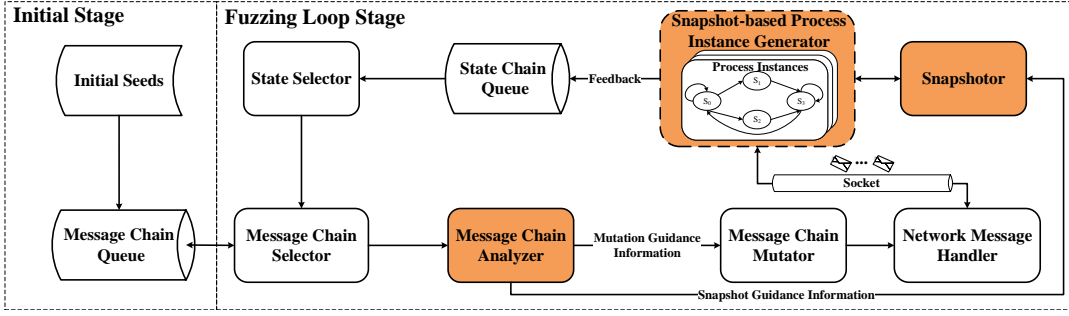 Initial Stage
Fuzzing Loop Stage
Initial Seeds
State Selector
State Chain
Queue
Feedback
Snapshot-based Process
Instance Generator
Process Instances
S0
S1
S2
S3
Snapshotor
...
Socket
Message Chain
Queue
Message Chain
Selector
Message Chain
Analyzer
Mutation Guidance
Information
Message Chain
Mutator
Network Message
Handler
Snapshot Guidance Information